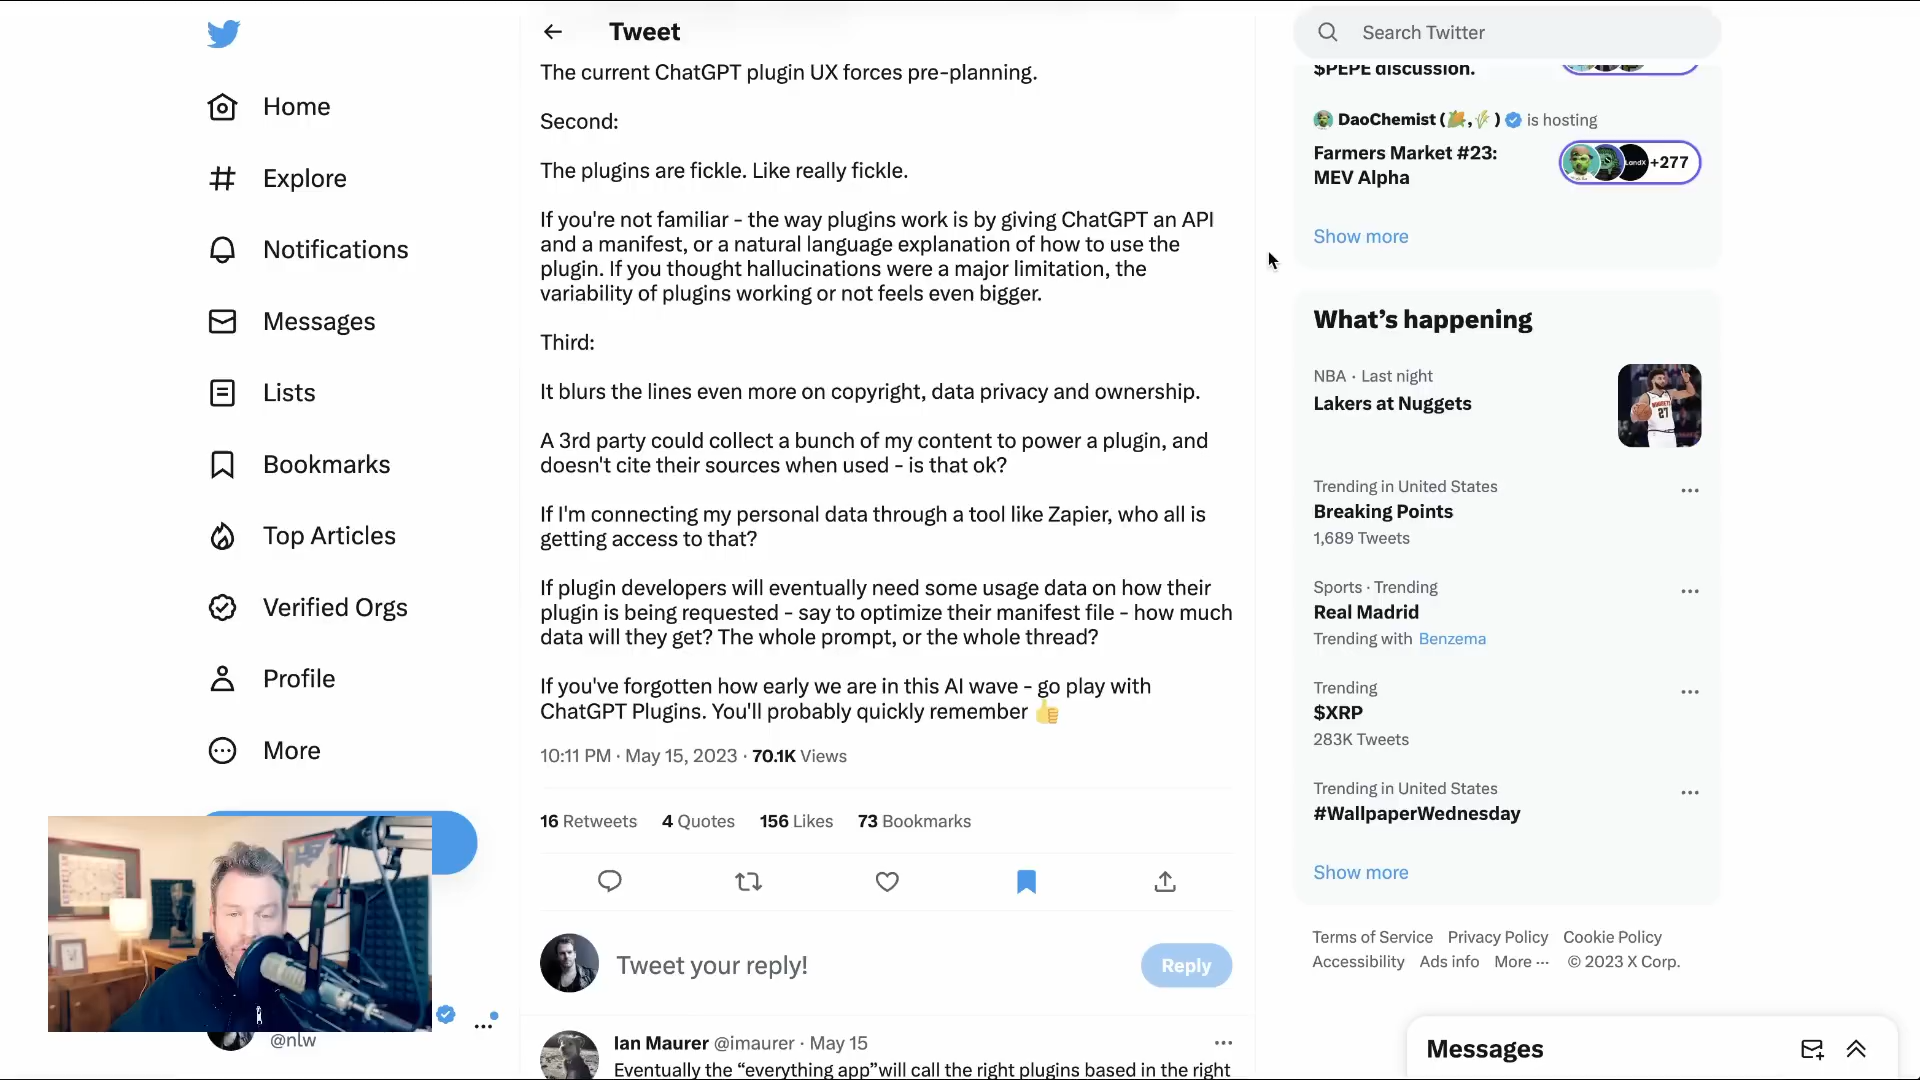 Home
Explore
Notifications
Messages
Lists
Bookmarks
Top Articles
Verified Orgs
Profile
More
@nlw
Tweet
The current ChatGPT plugin UX forces pre-planning.
Second:
The plugins are fickle. Like really fickle.
If you're not familiar - the way plugins work is by giving ChatGPT an API
and a manifest, or a natural language explanation of how to use the
plugin. If you thought hallucinations were a major limitation, the
variability of plugins working or not feels even bigger.
Third:
It blurs the lines even more on copyright, data privacy and ownership.
A 3rd party could collect a bunch of my content to power a plugin, and
doesn't cite their sources when used - is that ok?
If I'm connecting my personal data through a tool like Zapier, who all is
getting access to that?
If plugin developers will eventually need some usage data on how their
plugin is being requested - say to optimize their manifest file - how much
data will they get? The whole prompt, or the whole thread?
If you've forgotten how early we are in this AI wave - go play with
ChatGPT Plugins. You'll probably quickly remember 👍
10:11 PM · May 15, 2023 · 70.1K Views
16 Retweets 4 Quotes 156 Likes 73 Bookmarks
Tweet your reply!
Reply
Ian Maurer @imaurer · May 15
Eventually the “everything app”will call the right plugins based in the right
Search Twitter
$PEPE discussion.
DaoChemist (🌽,🌾) is hosting
Farmers Market #23:
MEV Alpha
LandX
+277
Show more
What’s happening
NBA · Last night
Lakers at Nuggets
27
Trending in United States
Breaking Points
1,689 Tweets
Sports · Trending
Real Madrid
Trending with Benzema
Trending
$XRP
283K Tweets
Trending in United States
#WallpaperWednesday
Show more
Terms of Service Privacy Policy Cookie Policy
Accessibility Ads info More ··· © 2023 X Corp.
Messages